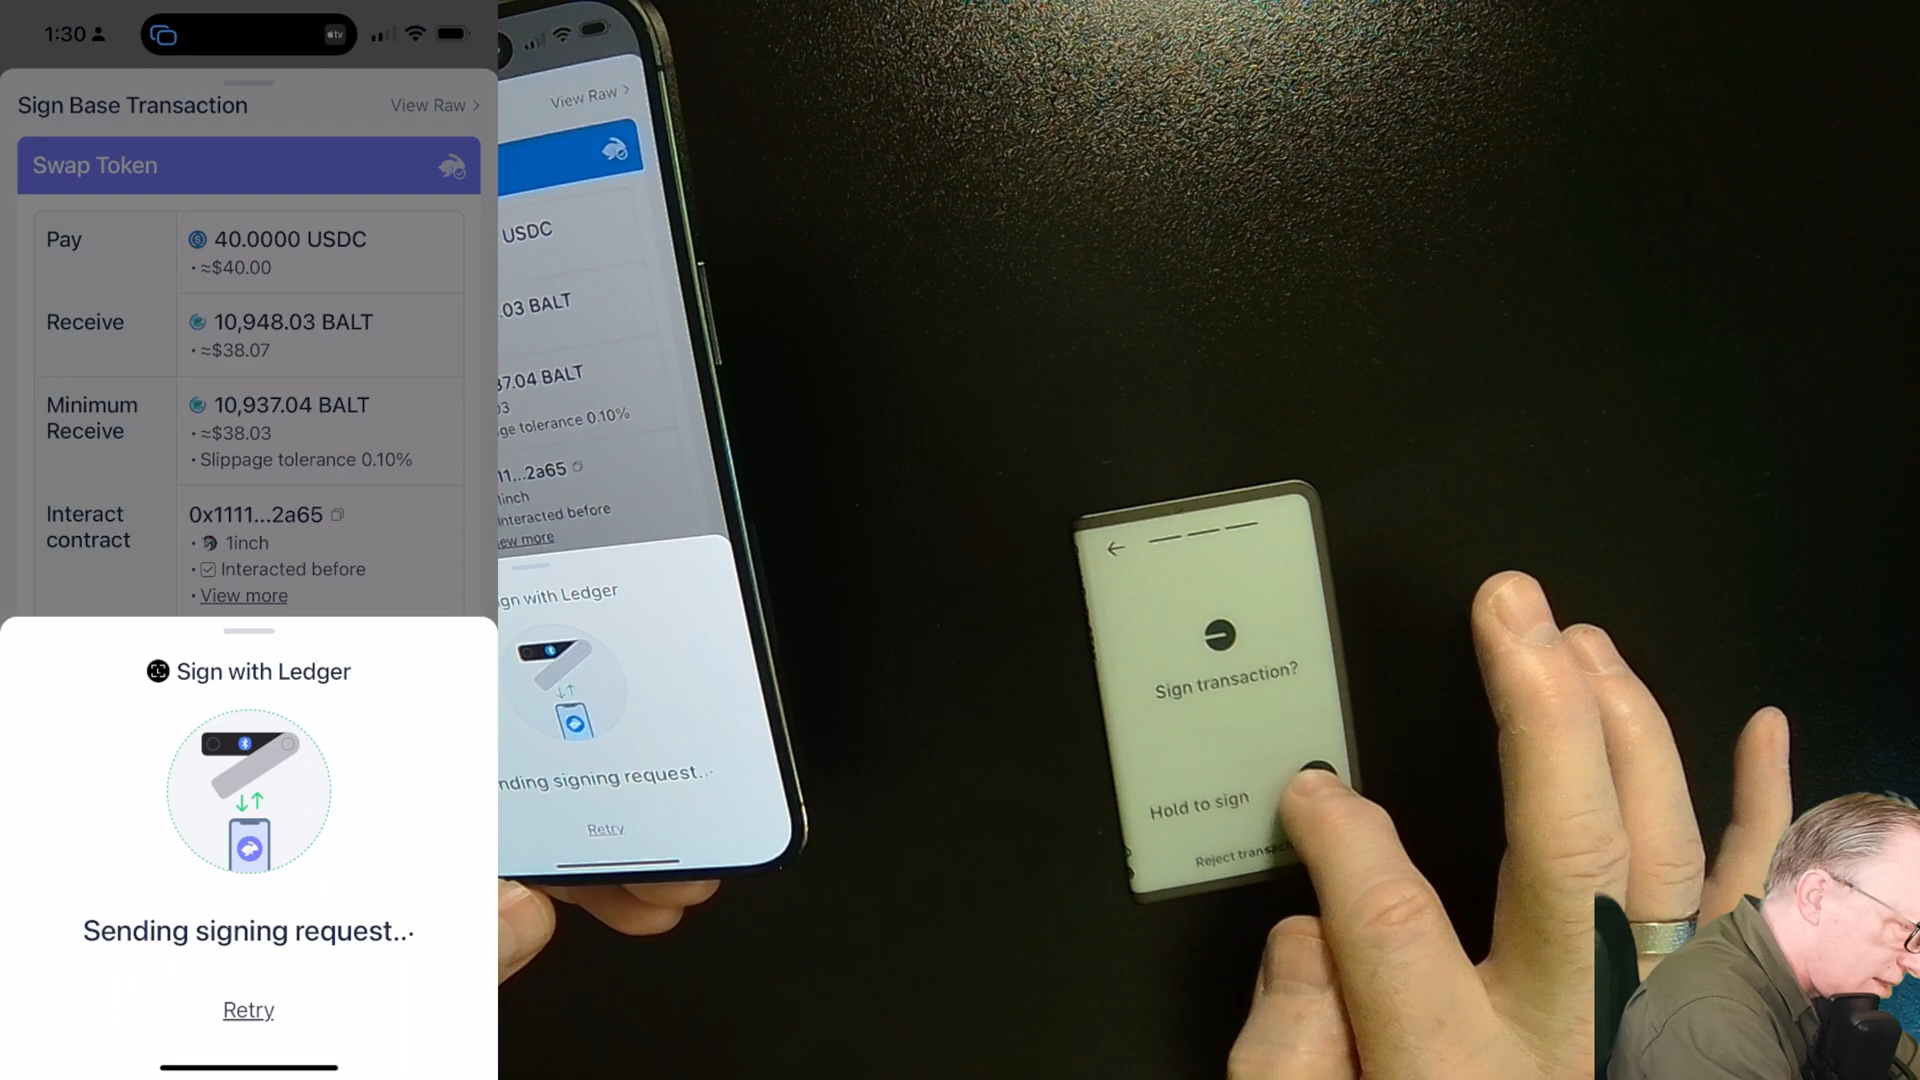 1:30
tv
Sign Base Transaction
View Raw >
Swap Token
Pay
40.0000 USDC
• ≈$40.00
Receive
10,948.03 BALT
• ≈$38.07
Minimum
Receive
10,937.04 BALT
• ≈$38.03
• Slippage tolerance 0.10%
Interact
contract
0x1111...2a65
• 1inch
• Interacted before
• View more
Sign with Ledger
Sending signing request...
Retry
View Raw >
USDC
.03 BALT
37.04 BALT
03
ge tolerance 0.10%
11...2a65
1inch
Interacted before
ew more
gn with Ledger
nding signing request...
Retry
Sign transaction?
Hold to sign
Reject transac